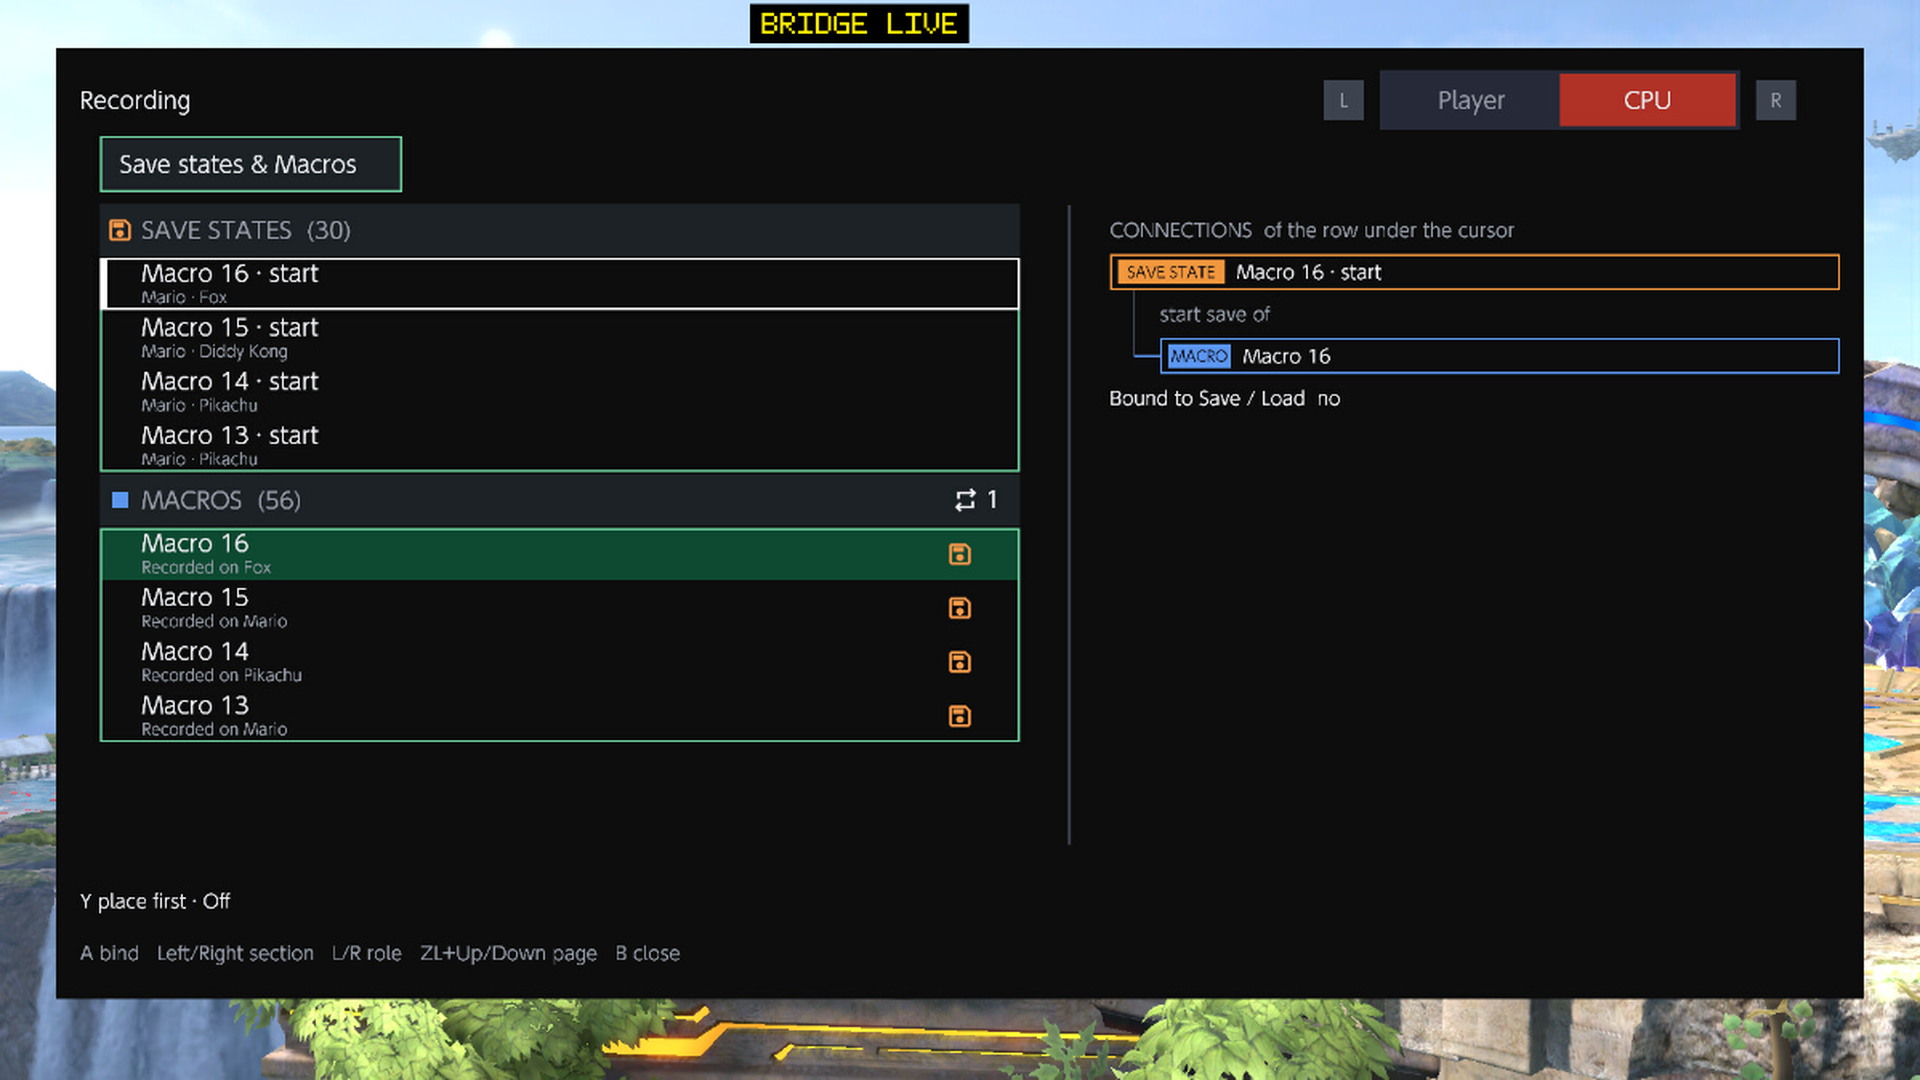 BRIDGE LIVE
Recording
L Player CPU R
Save states & Macros
SAVE STATES (30)
Macro 16 · start
Mario · Fox
Macro 15 · start
Mario · Diddy Kong
Macro 14 · start
Mario · Pikachu
Macro 13 · start
Mario · Pikachu
MACROS (56) 1
Macro 16
Recorded on Fox
Macro 15
Recorded on Mario
Macro 14
Recorded on Pikachu
Macro 13
Recorded on Mario
CONNECTIONS of the row under the cursor
SAVE STATE Macro 16 · start
start save of
MACRO Macro 16
Bound to Save / Load no
Y place first · Off
A bind Left/Right section L/R role ZL+Up/Down page B close